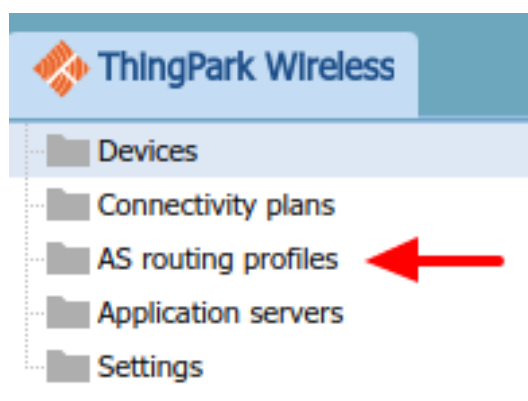 ThingPark Wireless
Devices
Connectivity plans
AS routing profiles
Application servers
Settings